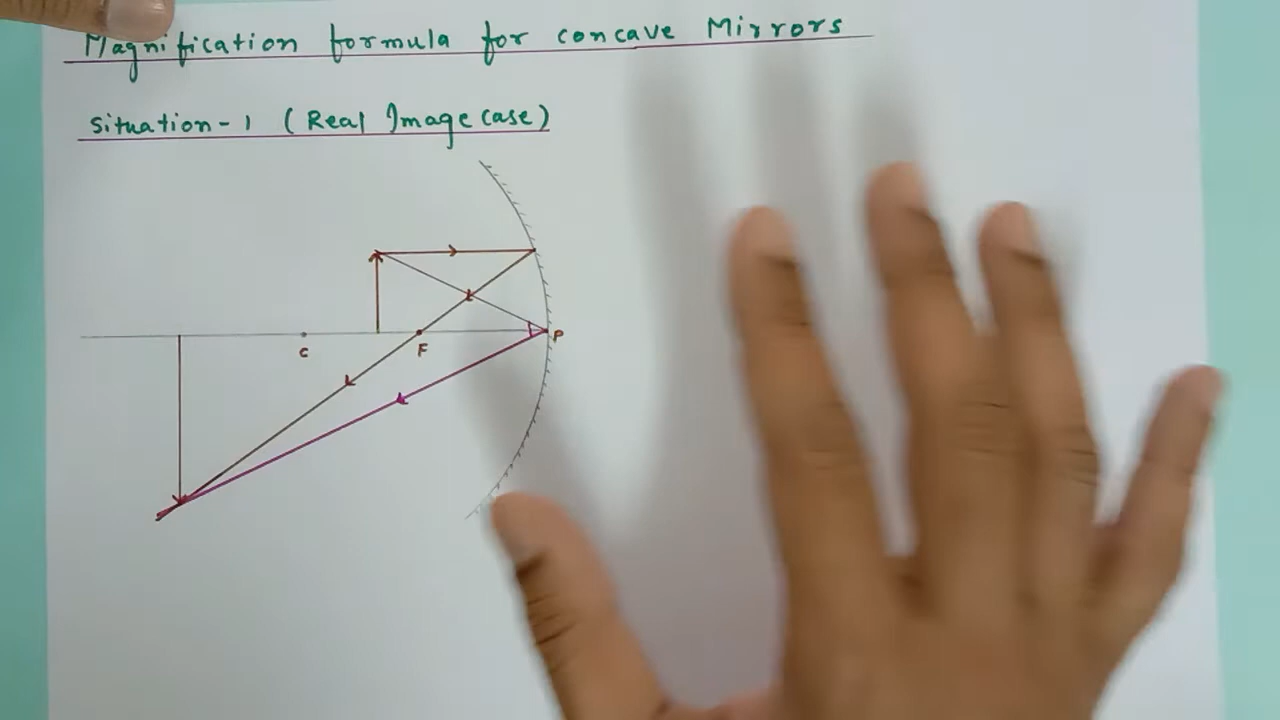 Magnification formula for concave Mirrors
Situation-1 (Real Image case)
C
F
P